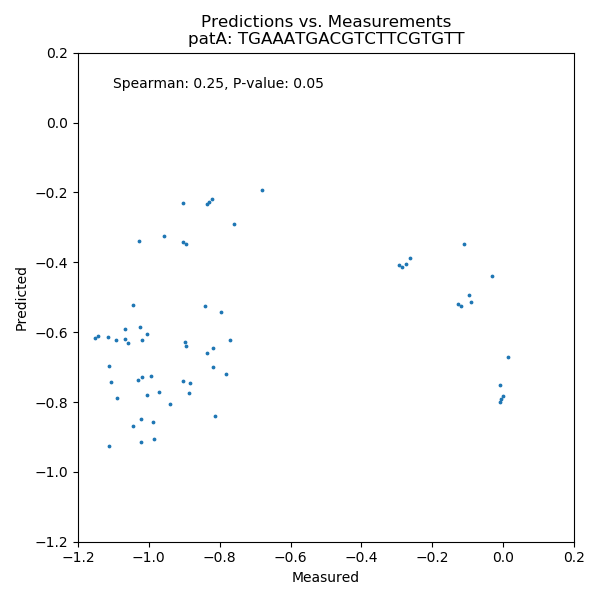 Predictions vs. Measurements
patA: TGAAATGACGTCTTCGTGTT
Spearman: 0.25, P-value: 0.05
0.2
0.0
−0.2
−0.4
−0.6
−0.8
−1.0
−1.2
Predicted
−1.2 −1.0 −0.8 −0.6 −0.4 −0.2 0.0 0.2
Measured